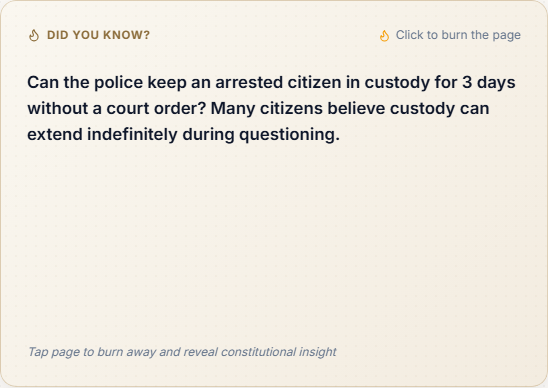 DID YOU KNOW?
Click to burn the page
Can the police keep an arrested citizen in custody for 3 days
without a court order? Many citizens believe custody can
extend indefinitely during questioning.
Tap page to burn away and reveal constitutional insight